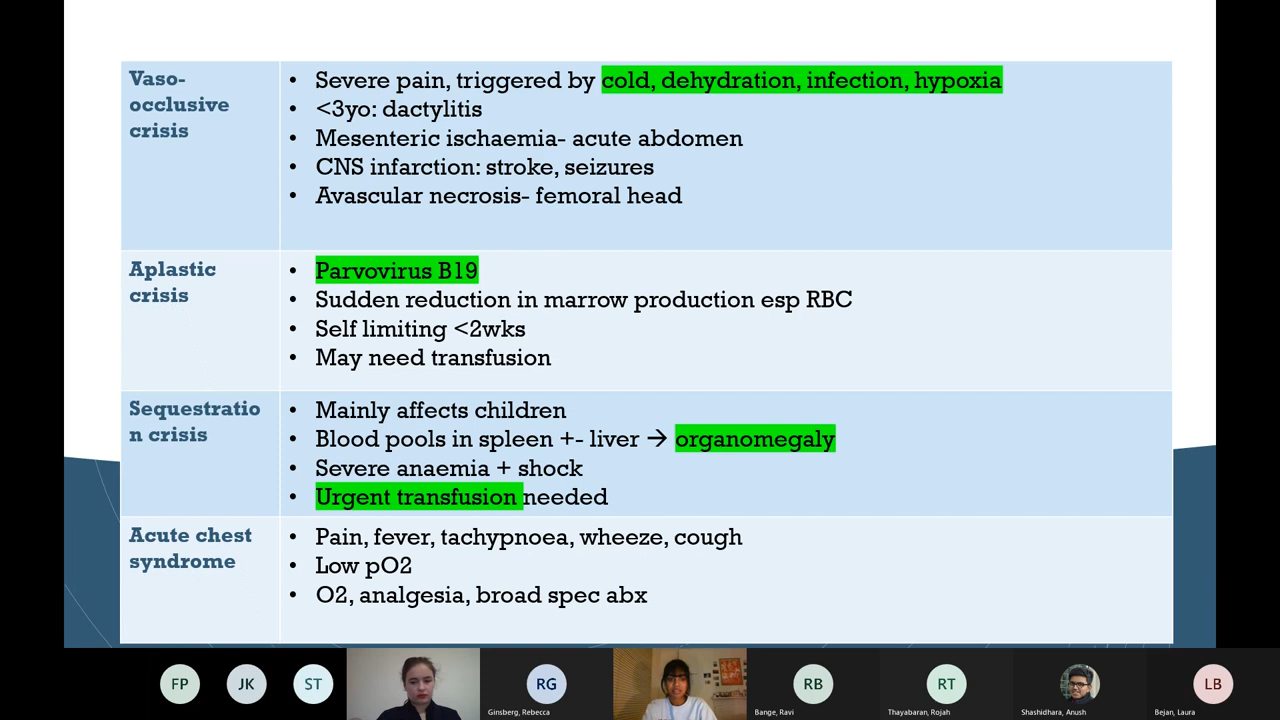 Vaso-
occlusive
crisis
• Severe pain, triggered by cold, dehydration, infection, hypoxia
• <3yo: dactylitis
• Mesenteric ischaemia- acute abdomen
• CNS infarction: stroke, seizures
• Avascular necrosis- femoral head
Aplastic
crisis
• Parvovirus B19
• Sudden reduction in marrow production esp RBC
• Self limiting <2wks
• May need transfusion
Sequestratio
n crisis
• Mainly affects children
• Blood pools in spleen +- liver → organomegaly
• Severe anaemia + shock
• Urgent transfusion needed
Acute chest
syndrome
• Pain, fever, tachypnoea, wheeze, cough
• Low pO2
• O2, analgesia, broad spec abx
FP
JK
ST
RG
Ginsberg, Rebecca
RB
Bange, Ravi
RT
Thayabaran, Rojah
Shashidhara, Anush
LB
Bejan, Laura